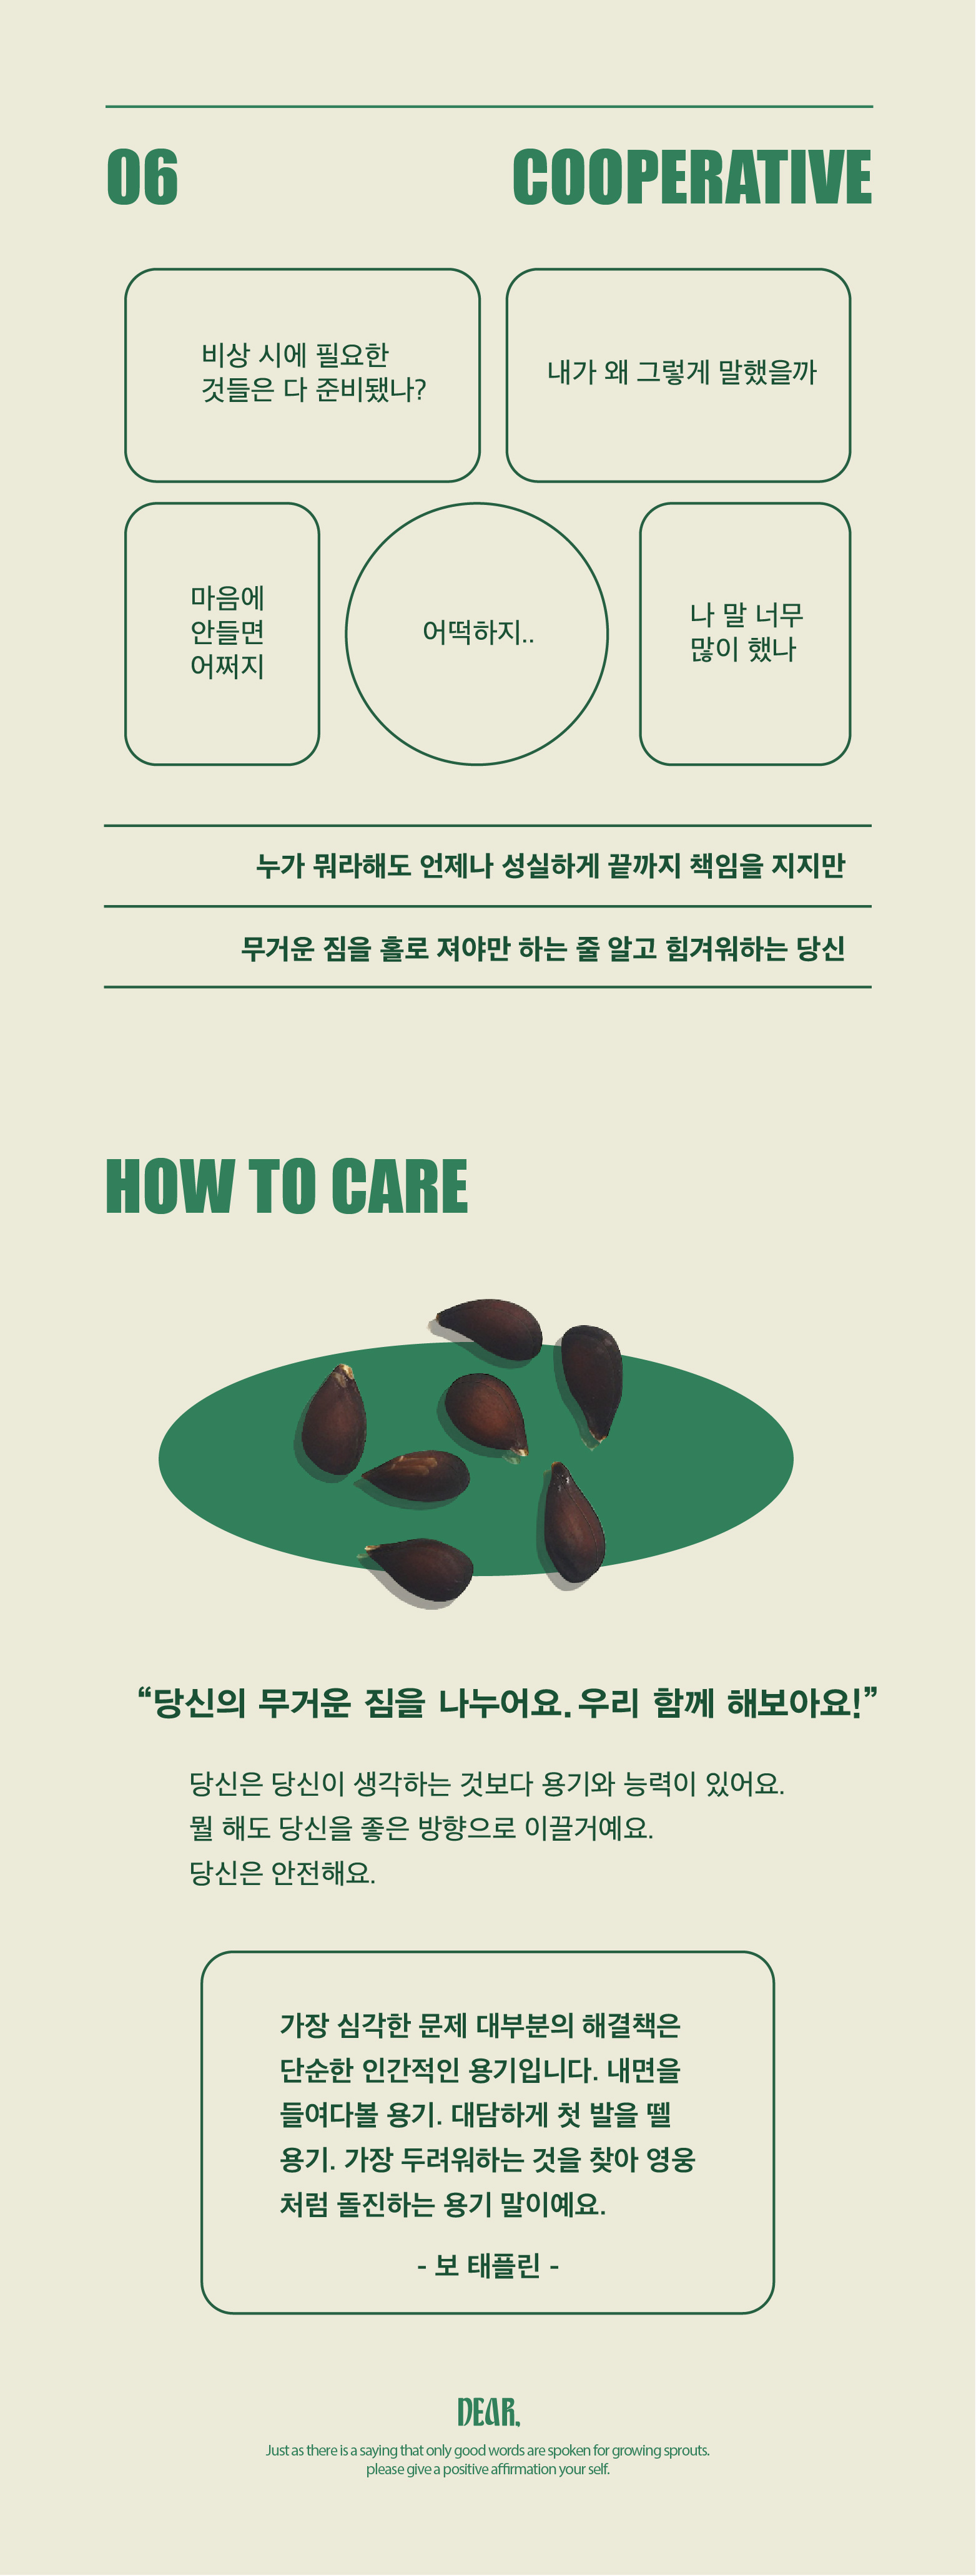 06
COOPERATIVE
비상 시에 필요한
것들은 다 준비됐나?
내가 왜 그렇게 말했을까
마음에
안들면
어쩌지
어떡하지..
나 말 너무
많이 했나
누가 뭐라해도 언제나 성실하게 끝까지 책임을 지지만
무거운 짐을 홀로 져야만 하는 줄 알고 힘겨워하는 당신
HOW TO CARE
“당신의 무거운 짐을 나누어요. 우리 함께 해보아요!”
당신은 당신이 생각하는 것보다 용기와 능력이 있어요.
뭘 해도 당신을 좋은 방향으로 이끌거예요.
당신은 안전해요.
가장 심각한 문제 대부분의 해결책은
단순한 인간적인 용기입니다. 내면을
들여다볼 용기. 대담하게 첫 발을 뗄
용기. 가장 두려워하는 것을 찾아 영웅
처럼 돌진하는 용기 말이예요.
- 보 태플린 -
DEAR,
Just as there is a saying that only good words are spoken for growing sprouts.
please give a positive affirmation your self.